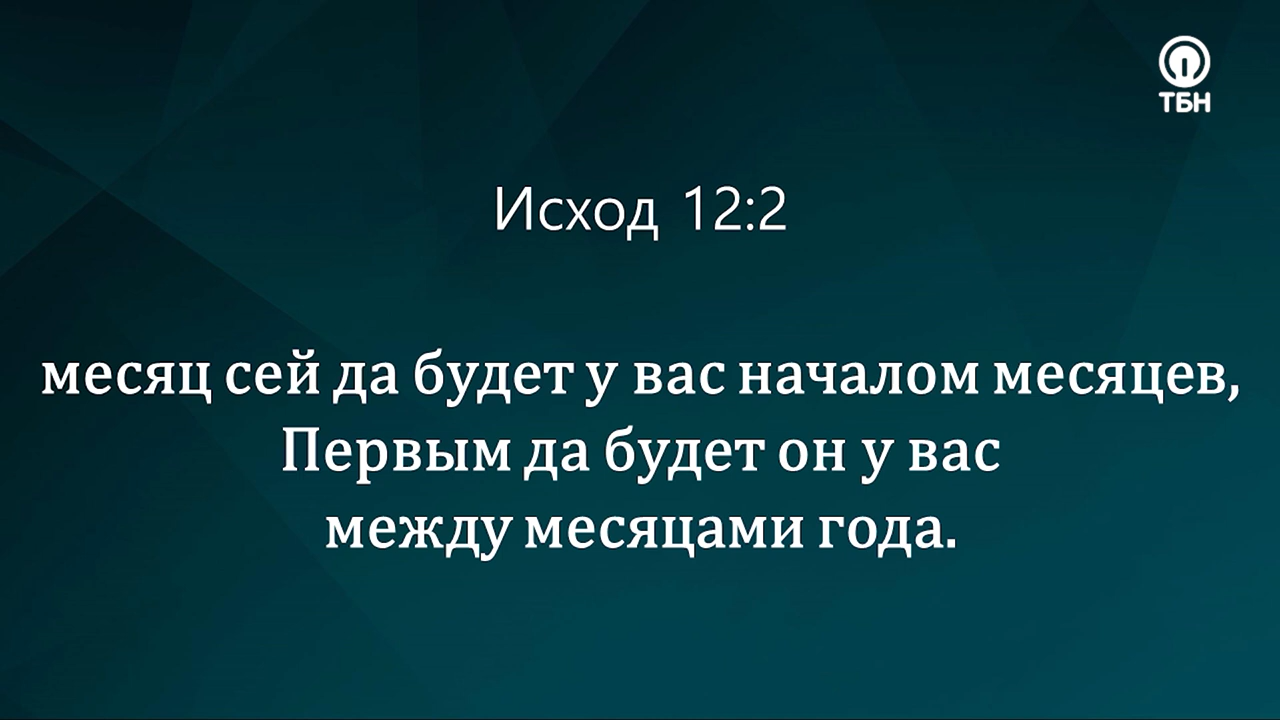 ТБН
Исход 12:2
месяц сей да будет у вас началом месяцев,
Первым да будет он у вас
между месяцами года.